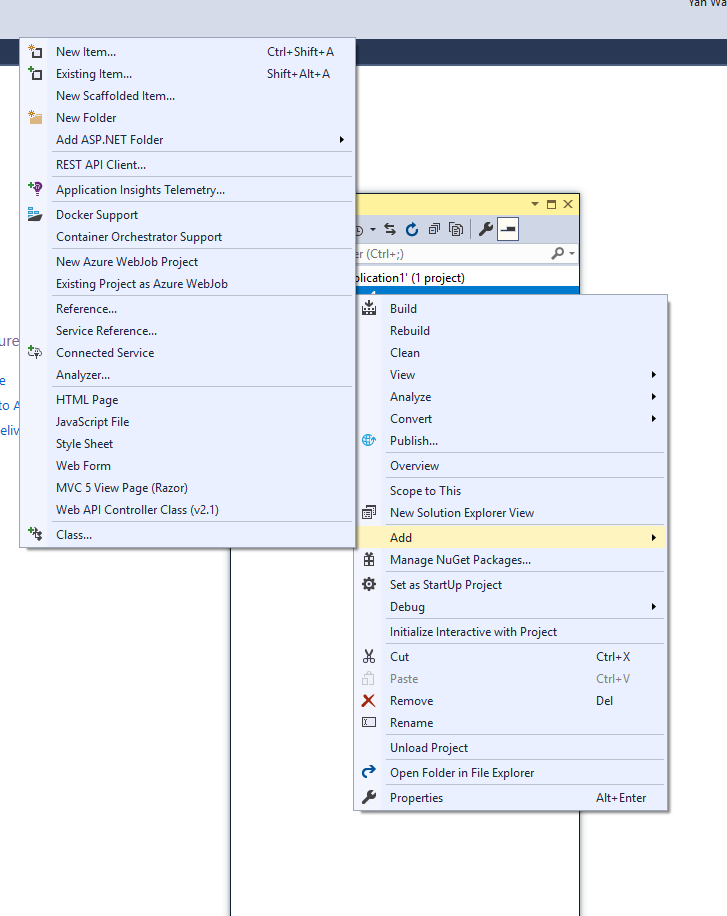 Yan Wa
New Item... Ctrl+Shift+A
Existing Item... Shift+Alt+A
New Scaffolded Item...
New Folder
Add ASP.NET Folder
REST API Client...
Application Insights Telemetry...
Docker Support
Container Orchestrator Support
New Azure WebJob Project
Existing Project as Azure WebJob
Reference...
Service Reference...
Connected Service
Analyzer...
HTML Page
JavaScript File
Style Sheet
Web Form
MVC 5 View Page (Razor)
Web API Controller Class (v2.1)
Class...
ure
e
to A
eliv
er (Ctrl+;)
plication1' (1 project)
Build
Rebuild
Clean
View
Analyze
Convert
Publish...
Overview
Scope to This
New Solution Explorer View
Add
Manage NuGet Packages...
Set as StartUp Project
Debug
Initialize Interactive with Project
Cut Ctrl+X
Paste Ctrl+V
Remove Del
Rename
Unload Project
Open Folder in File Explorer
Properties Alt+Enter